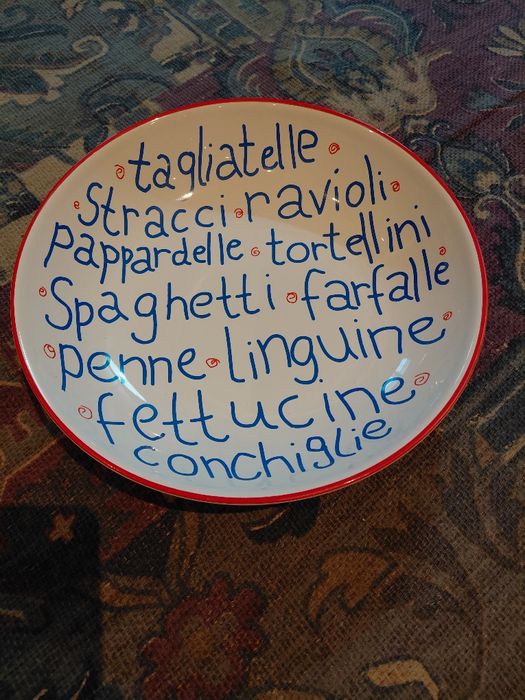 tagliatelle
Stracci ravioli
pappardelle tortellini
Spaghetti farfalle
penne linguine
fettucine
conchiglie